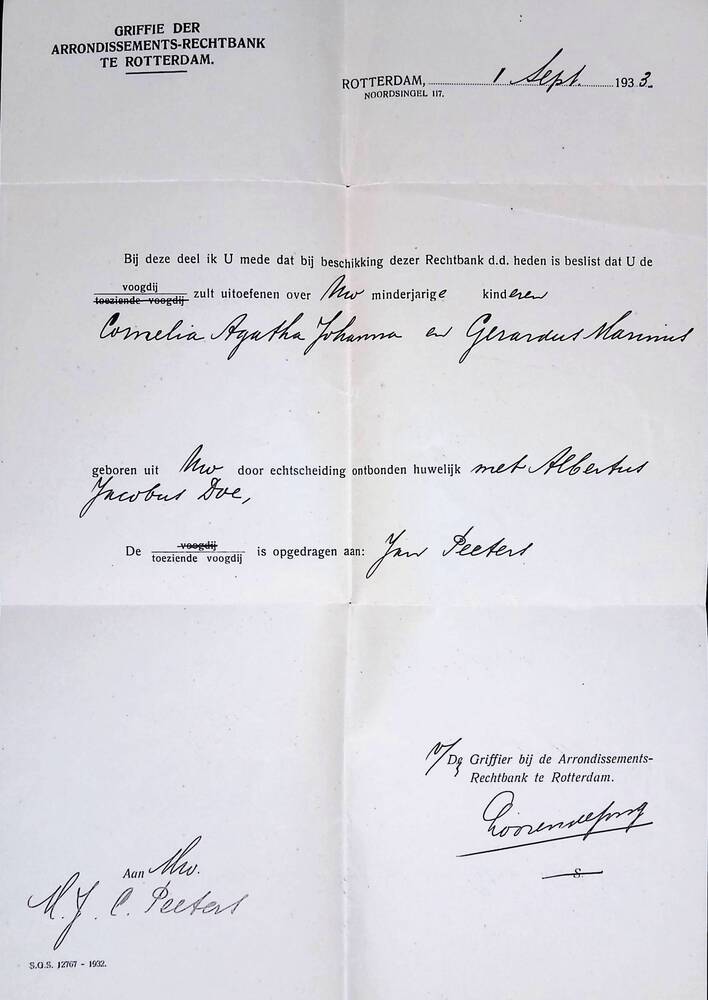 GRIFFIE DER
ARRONDISSEMENTS-RECHTBANK
TE ROTTERDAM.
ROTTERDAM, 1 Sept. 1933.
NOORDSINGEL 117.
Bij deze deel ik U mede dat bij beschikking dezer Rechtbank d.d. heden is beslist dat U de
voogdij
toeziende voogdij zult uitoefenen over Uw minderjarige kinderen
Cornelia Agatha Johanna en Gerardus Marinus
geboren uit Uw door echtscheiding ontbonden huwelijk met Albertus
Jacobus Doe,
De voogdij
toeziende voogdij is opgedragen aan: Jan Peeters
v/De Griffier bij de Arrondissements-
Rechtbank te Rotterdam.
S.
Aan Mw.
M. J. C. Peeters
S.G.S. 12767 - 1932.